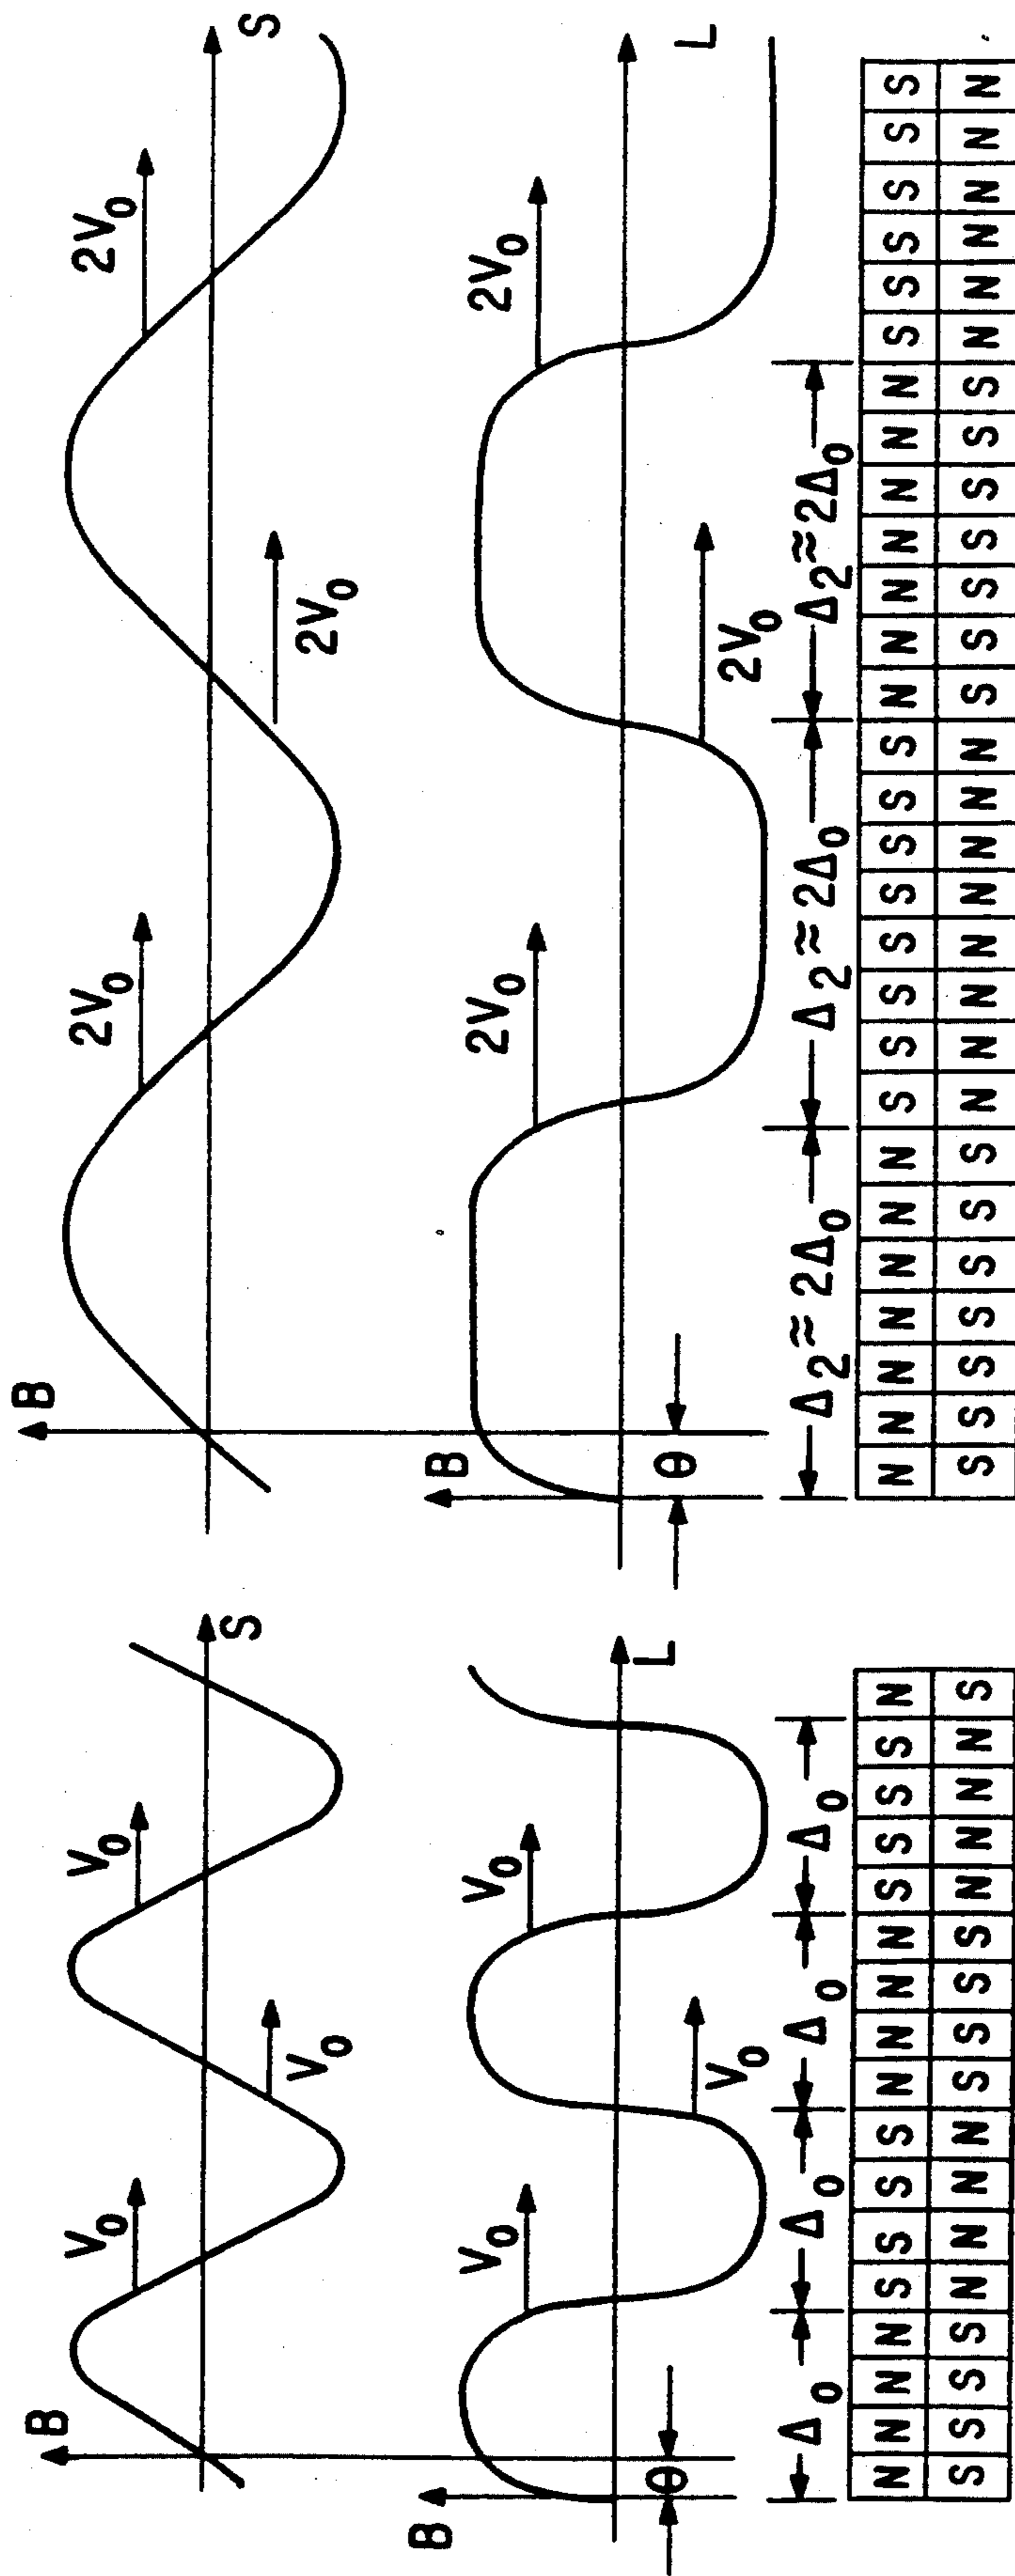 B
V₀
V₀
V₀
S
B
V₀
V₀
V₀
L
θ
Δ₀ Δ₀ Δ₀ Δ₀
N N N N S S S S N N N N S S S S N
S S S S N N N N S S S S N N N N S
B
2V₀
2V₀
2V₀
S
B
2V₀
2V₀
2V₀
L
θ
Δ₂≈2Δ₀ Δ₂≈2Δ₀ Δ₂≈2Δ₀
N N N N N N N S S S S S S S S N N N N N N N S S S S S S
S S S S S S S N N N N N N N N S S S S S S S N N N N N N